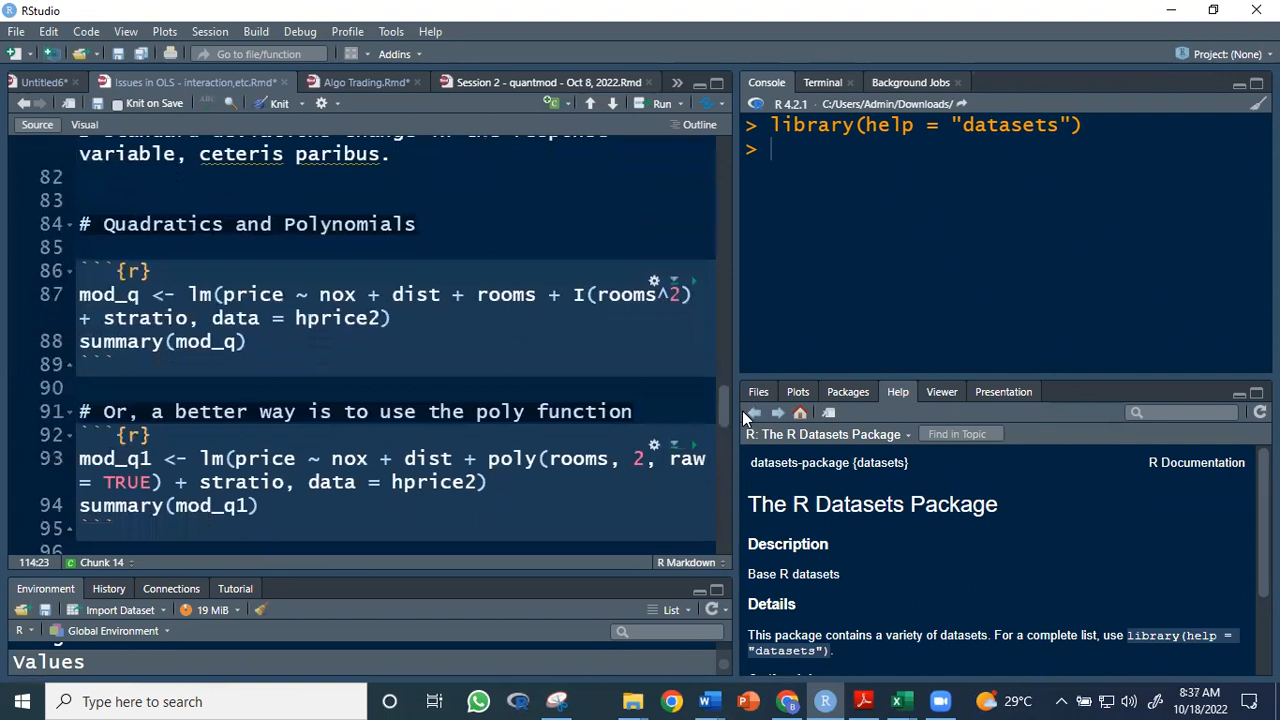 RStudio
File Edit Code View Plots Session Build Debug Profile Tools Help
Go to file/function Addins Project: (None)
Untitled6* Issues in OLS - interaction,etc.Rmd* Algo Trading.Rmd* Session 2 - quantmod - Oct 8, 2022.Rmd
Knit on Save ABC Knit Run
Source Visual Outline
variable, ceteris paribus.
82
83
84 # Quadratics and Polynomials
85
86 ```{r}
87 mod_q <- lm(price ~ nox + dist + rooms + I(rooms^2)
+ stratio, data = hprice2)
88 summary(mod_q)
89 ```
90
91 # Or, a better way is to use the poly function
92 ```{r}
93 mod_q1 <- lm(price ~ nox + dist + poly(rooms, 2, raw
= TRUE) + stratio, data = hprice2)
94 summary(mod_q1)
95 ```
96
114:23 Chunk 14 R Markdown
Environment History Connections Tutorial
Import Dataset 19 MiB List
R Global Environment
Values
Console Terminal Background Jobs
R 4.2.1 · C:/Users/Admin/Downloads/
> library(help = "datasets")
>
Files Plots Packages Help Viewer Presentation
R: The R Datasets Package Find in Topic
datasets-package {datasets} R Documentation
The R Datasets Package
Description
Base R datasets
Details
This package contains a variety of datasets. For a complete list, use library(help =
"datasets").
Type here to search 29°C 8:37 AM
10/18/2022